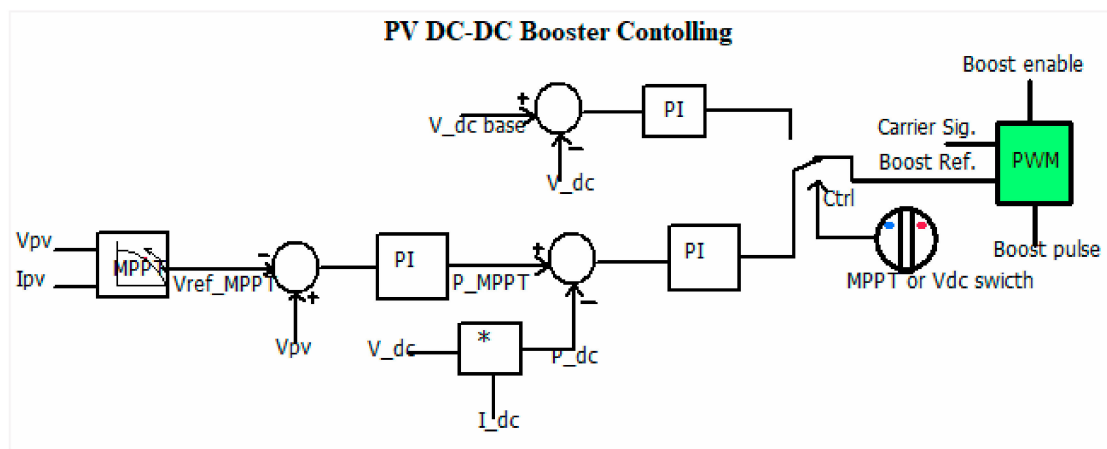 PV DC-DC Booster Contolling
Boost enable
PI
V_dc base
Carrier Sig.
Boost Ref.
PWM
V_dc
Ctrl
Vpv
Ipv
MPPT
Vref_MPPT
PI
P_MPPT
PI
Boost pulse
MPPT or Vdc swicth
Vpv
V_dc
*
P_dc
I_dc